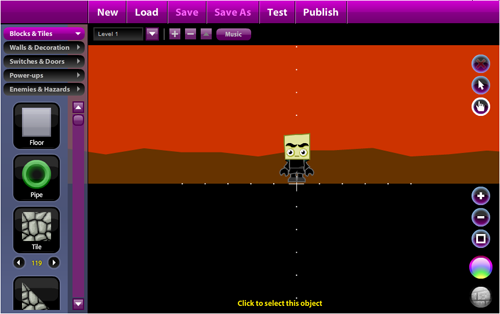 New Load Save Save As Test Publish
Blocks & Tiles
Level 1
Music
Walls & Decoration
Switches & Doors
Power-ups
Enemies & Hazards
Floor
Pipe
Tile
119
Click to select this object